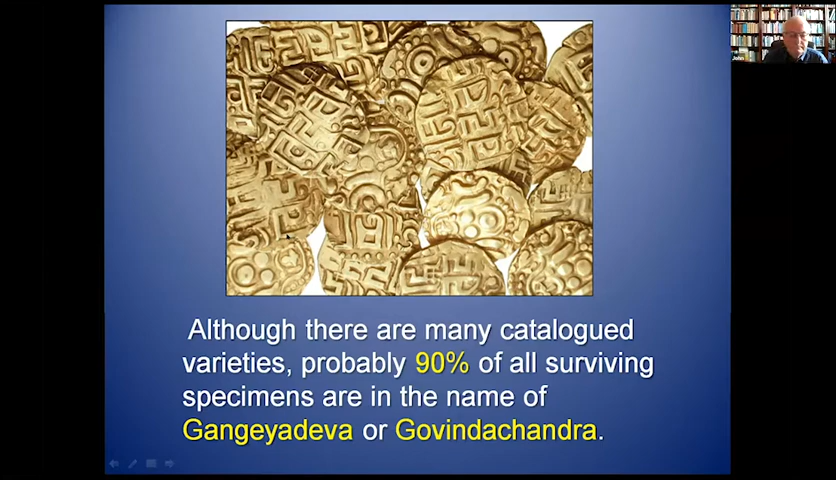 John
Although there are many catalogued
varieties, probably 90% of all surviving
specimens are in the name of
Gangeyadeva or Govindachandra.